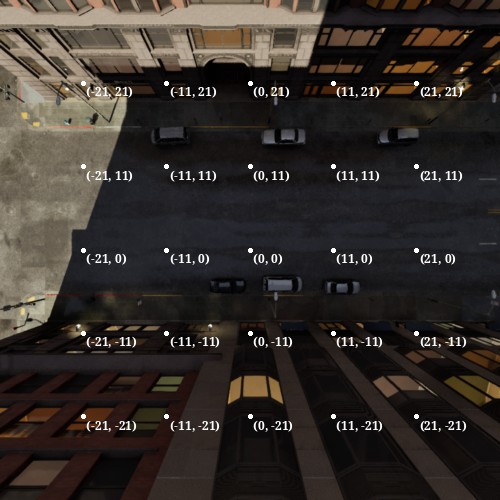 (-21, 21) (-11, 21) (0, 21) (11, 21) (21, 21)
(-21, 11) (-11, 11) (0, 11) (11, 11) (21, 11)
(-21, 0) (-11, 0) (0, 0) (11, 0) (21, 0)
(-21, -11) (-11, -11) (0, -11) (11, -11) (21, -11)
(-21, -21) (-11, -21) (0, -21) (11, -21) (21, -21)